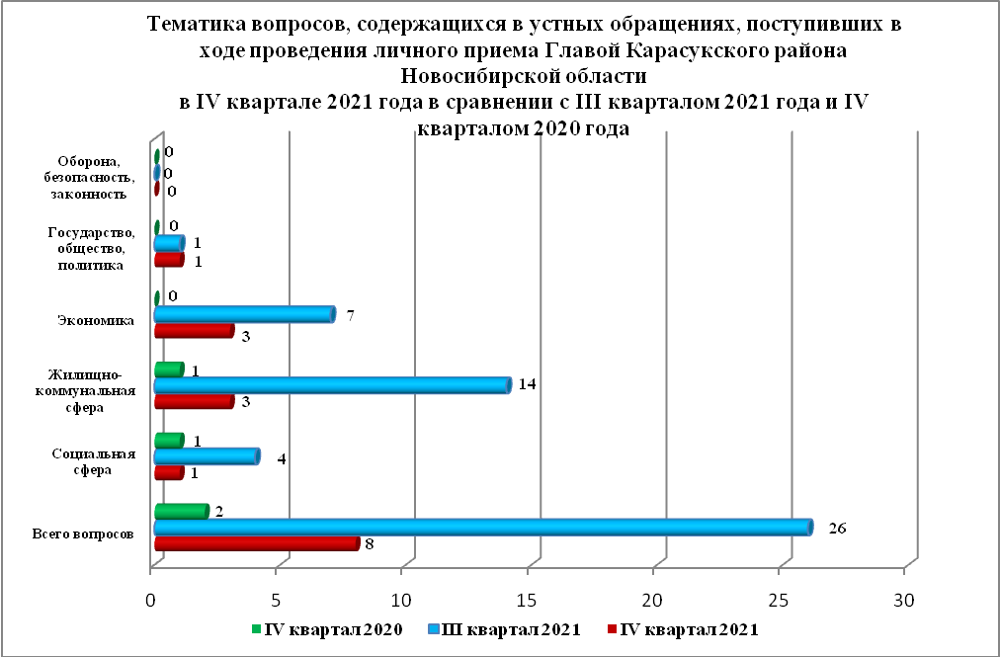 Тематика вопросов, содержащихся в устных обращениях, поступивших в
ходе проведения личного приема Главой Карасукского района
Новосибирской области
в IV квартале 2021 года в сравнении с III кварталом 2021 года и IV
кварталом 2020 года
Оборона,
безопасность,
законность
0
0
0
Государство,
общество,
политика
0
1
1
Экономика
0
7
3
Жилищно-
коммунальная
сфера
1
14
3
Социальная
сфера
1
4
1
Всего вопросов
2
26
8
0 5 10 15 20 25 30
IV квартал 2020 III квартал 2021 IV квартал 2021